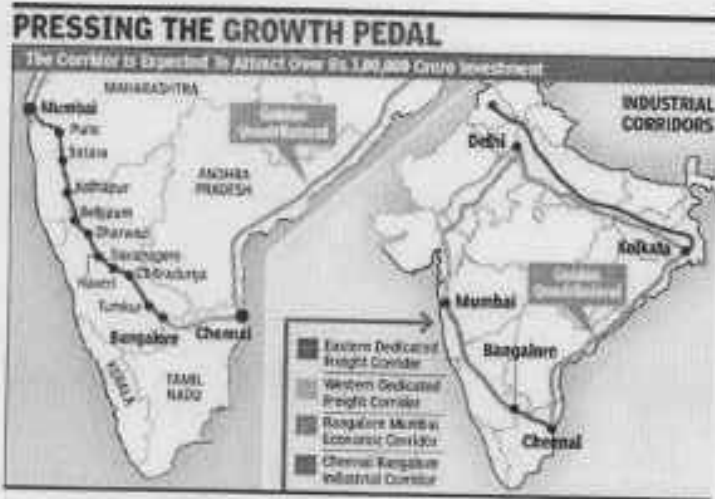 PRESSING THE GROWTH PEDAL
The Corridor is Expected to Attract Over Rs 3,00,000 Crore Investment
MAHARASHTRA
Mumbai
Pune
Satara
Kolhapur
Belgaum
Dharwad
Davanagere
Haveri
Chitradurga
Tumkur
Bangalore
Chennai
ANDHRA
PRADESH
KERALA
TAMIL
NADU
Golden
Quadrilateral
INDUSTRIAL
CORRIDORS
Delhi
Kolkata
Golden
Quadrilateral
Mumbai
Bangalore
Chennai
Eastern Dedicated
Freight Corridor
Western Dedicated
Freight Corridor
Bangalore Mumbai
Economic Corridor
Chennai Bangalore
Industrial Corridor